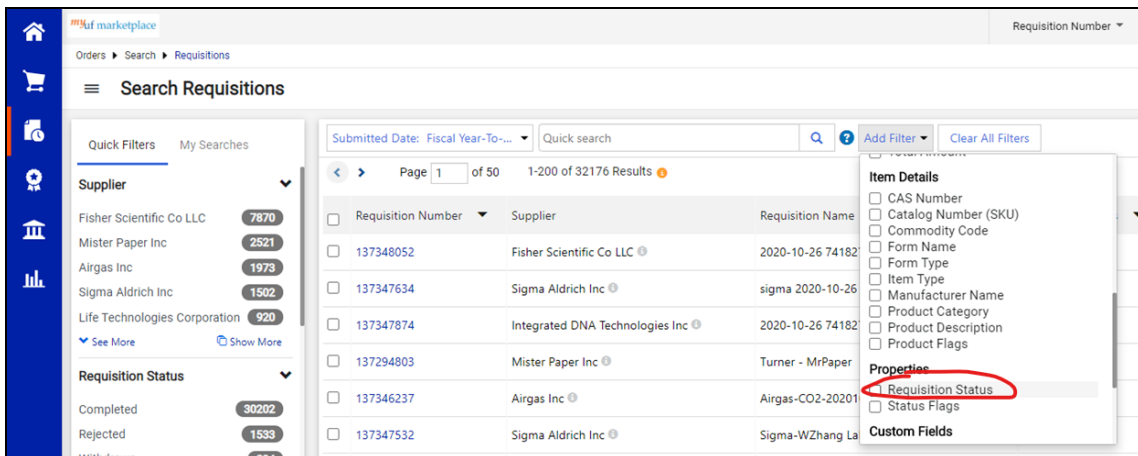 myuf marketplace
Requisition Number
Orders Search Requisitions
Search Requisitions
Quick Filters My Searches
Supplier
Fisher Scientific Co LLC 7870
Mister Paper Inc 2521
Airgas Inc 1973
Sigma Aldrich Inc 1502
Life Technologies Corporation 920
See More Show More
Requisition Status
Completed 30202
Rejected 1533
Submitted Date: Fiscal Year-To-... Quick search Add Filter Clear All Filters
Page 1 of 50 1-200 of 32176 Results
Requisition Number Supplier Requisition Name
137348052 Fisher Scientific Co LLC 2020-10-26 74182
137347634 Sigma Aldrich Inc sigma 2020-10-26
137347874 Integrated DNA Technologies Inc 2020-10-26 74182
137294803 Mister Paper Inc Turner - MrPaper
137346237 Airgas Inc Airgas-CO2-20201
137347532 Sigma Aldrich Inc Sigma-WZhang La
Total Amount
Item Details
CAS Number
Catalog Number (SKU)
Commodity Code
Form Name
Form Type
Item Type
Manufacturer Name
Product Category
Product Description
Product Flags
Properties
Requisition Status
Status Flags
Custom Fields